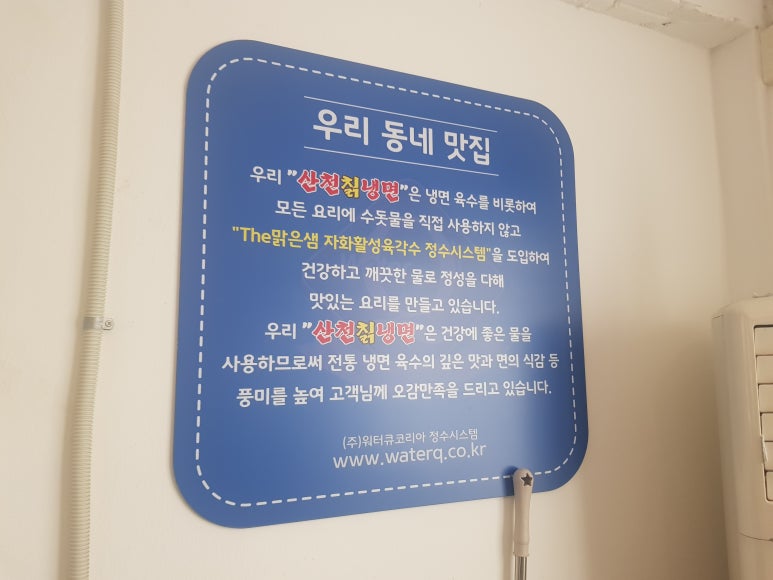 우리 동네 맛집
우리 "산천칡냉면"은 냉면 육수를 비롯하여
모든 요리에 수돗물을 직접 사용하지 않고
"The맑은샘 자화활성육각수 정수시스템"을 도입하여
건강하고 깨끗한 물로 정성을 다해
맛있는 요리를 만들고 있습니다.
우리 "산천칡냉면"은 건강에 좋은 물을
사용하므로써 전통 냉면 육수의 깊은 맛과 면의 식감 등
풍미를 높여 고객님께 오감만족을 드리고 있습니다.
(주)워터큐코리아 정수시스템
www.waterq.co.kr